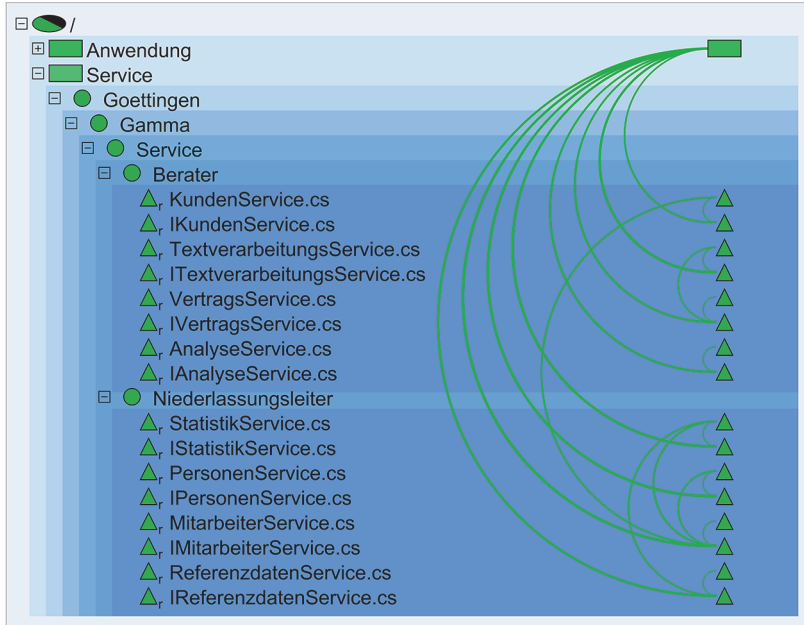 /
Anwendung
Service
Goettingen
Gamma
Service
Berater
r KundenService.cs
r IKundenService.cs
r TextverarbeitungsService.cs
r ITextverarbeitungsService.cs
r VertragsService.cs
r IVertragsService.cs
r AnalyseService.cs
r IAnalyseService.cs
Niederlassungsleiter
r StatistikService.cs
r IStatistikService.cs
r PersonenService.cs
r IPersonenService.cs
r MitarbeiterService.cs
r IMitarbeiterService.cs
r ReferenzdatenService.cs
r IReferenzdatenService.cs